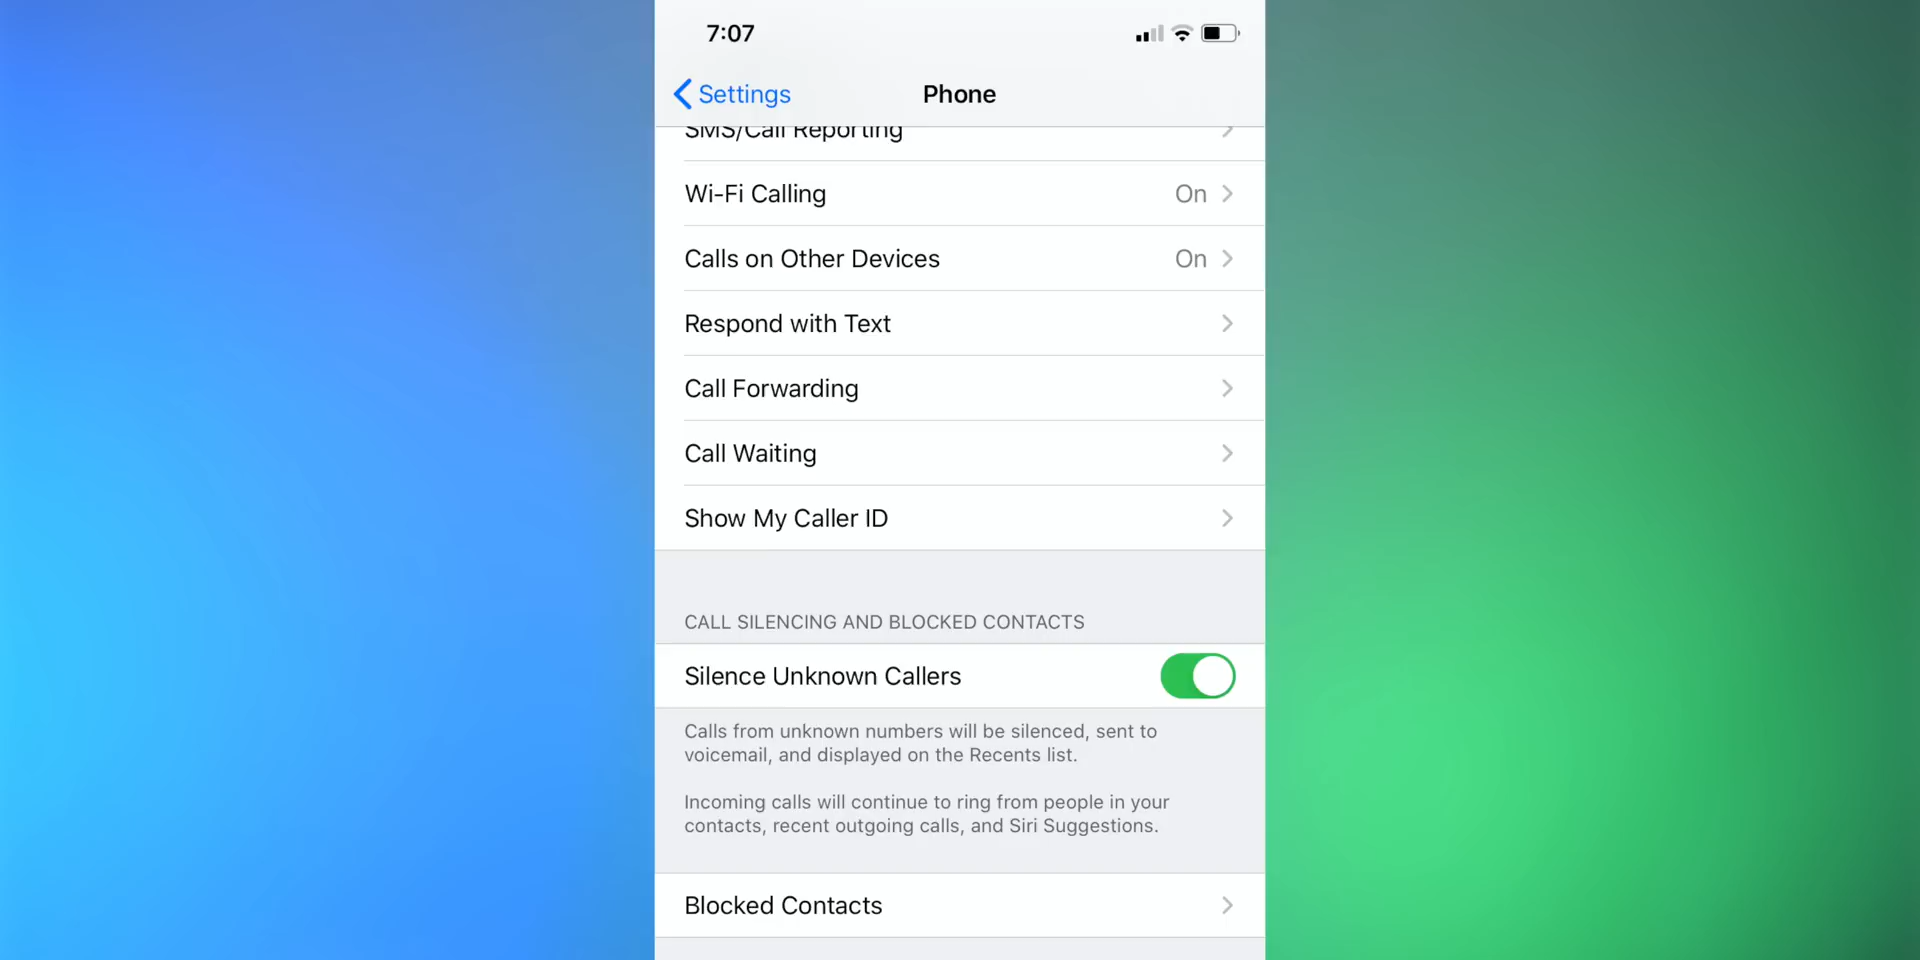 7:07
Settings
Phone
SMS/Call Reporting
Wi-Fi Calling On
Calls on Other Devices On
Respond with Text
Call Forwarding
Call Waiting
Show My Caller ID
CALL SILENCING AND BLOCKED CONTACTS
Silence Unknown Callers
Calls from unknown numbers will be silenced, sent to
voicemail, and displayed on the Recents list.
Incoming calls will continue to ring from people in your
contacts, recent outgoing calls, and Siri Suggestions.
Blocked Contacts